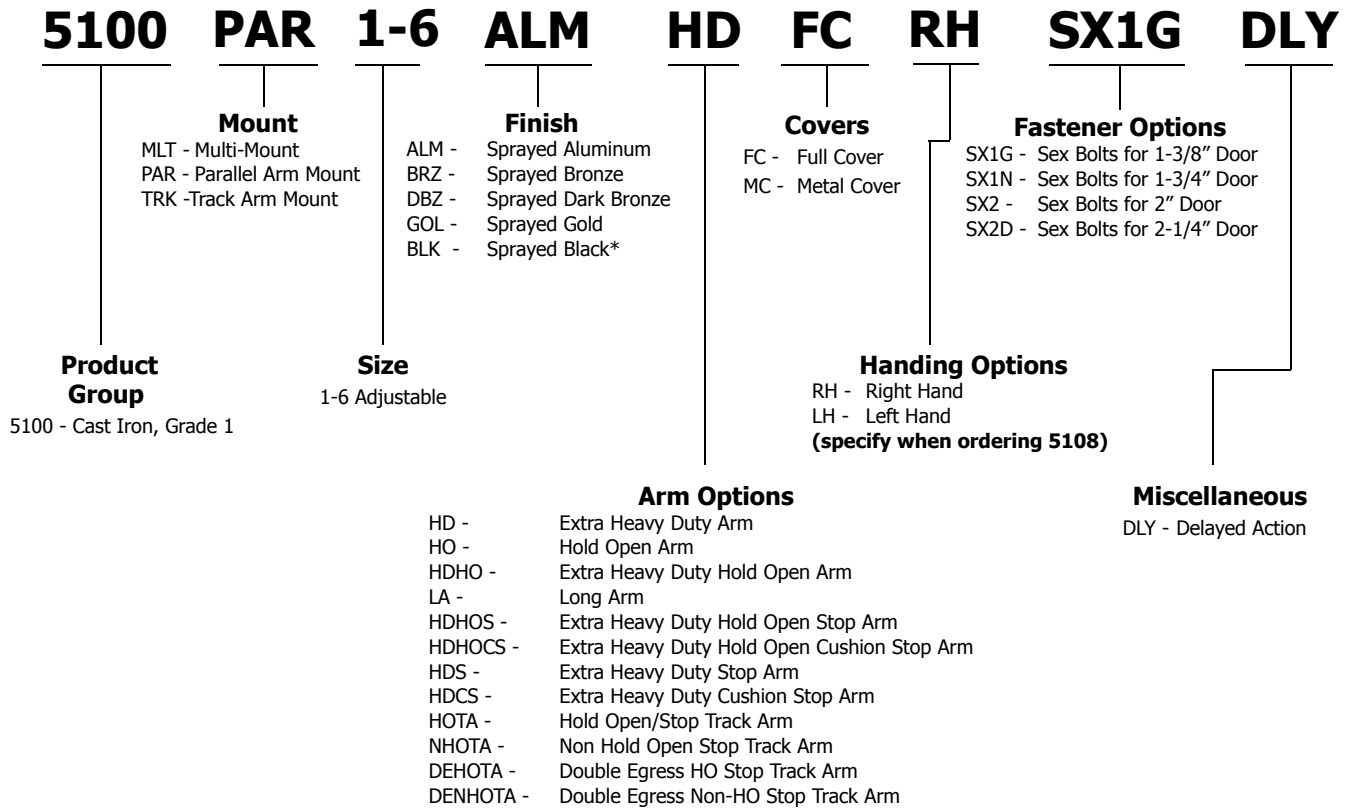 5100 PAR 1-6 ALM HD FC RH SX1G DLY
Mount
MLT - Multi-Mount
PAR - Parallel Arm Mount
TRK -Track Arm Mount
Finish
ALM - Sprayed Aluminum
BRZ - Sprayed Bronze
DBZ - Sprayed Dark Bronze
GOL - Sprayed Gold
BLK - Sprayed Black*
Covers
FC - Full Cover
MC - Metal Cover
Fastener Options
SX1G - Sex Bolts for 1-3/8” Door
SX1N - Sex Bolts for 1-3/4” Door
SX2 - Sex Bolts for 2” Door
SX2D - Sex Bolts for 2-1/4” Door
Product
Group
5100 - Cast Iron, Grade 1
Size
1-6 Adjustable
Handing Options
RH - Right Hand
LH - Left Hand
(specify when ordering 5108)
Arm Options
HD - Extra Heavy Duty Arm
HO - Hold Open Arm
HDHO - Extra Heavy Duty Hold Open Arm
LA - Long Arm
HDHOS - Extra Heavy Duty Hold Open Stop Arm
HDHOCS - Extra Heavy Duty Hold Open Cushion Stop Arm
HDS - Extra Heavy Duty Stop Arm
HDCS - Extra Heavy Duty Cushion Stop Arm
HOTA - Hold Open/Stop Track Arm
NHOTA - Non Hold Open Stop Track Arm
DEHOTA - Double Egress HO Stop Track Arm
DENHOTA - Double Egress Non-HO Stop Track Arm
Miscellaneous
DLY - Delayed Action